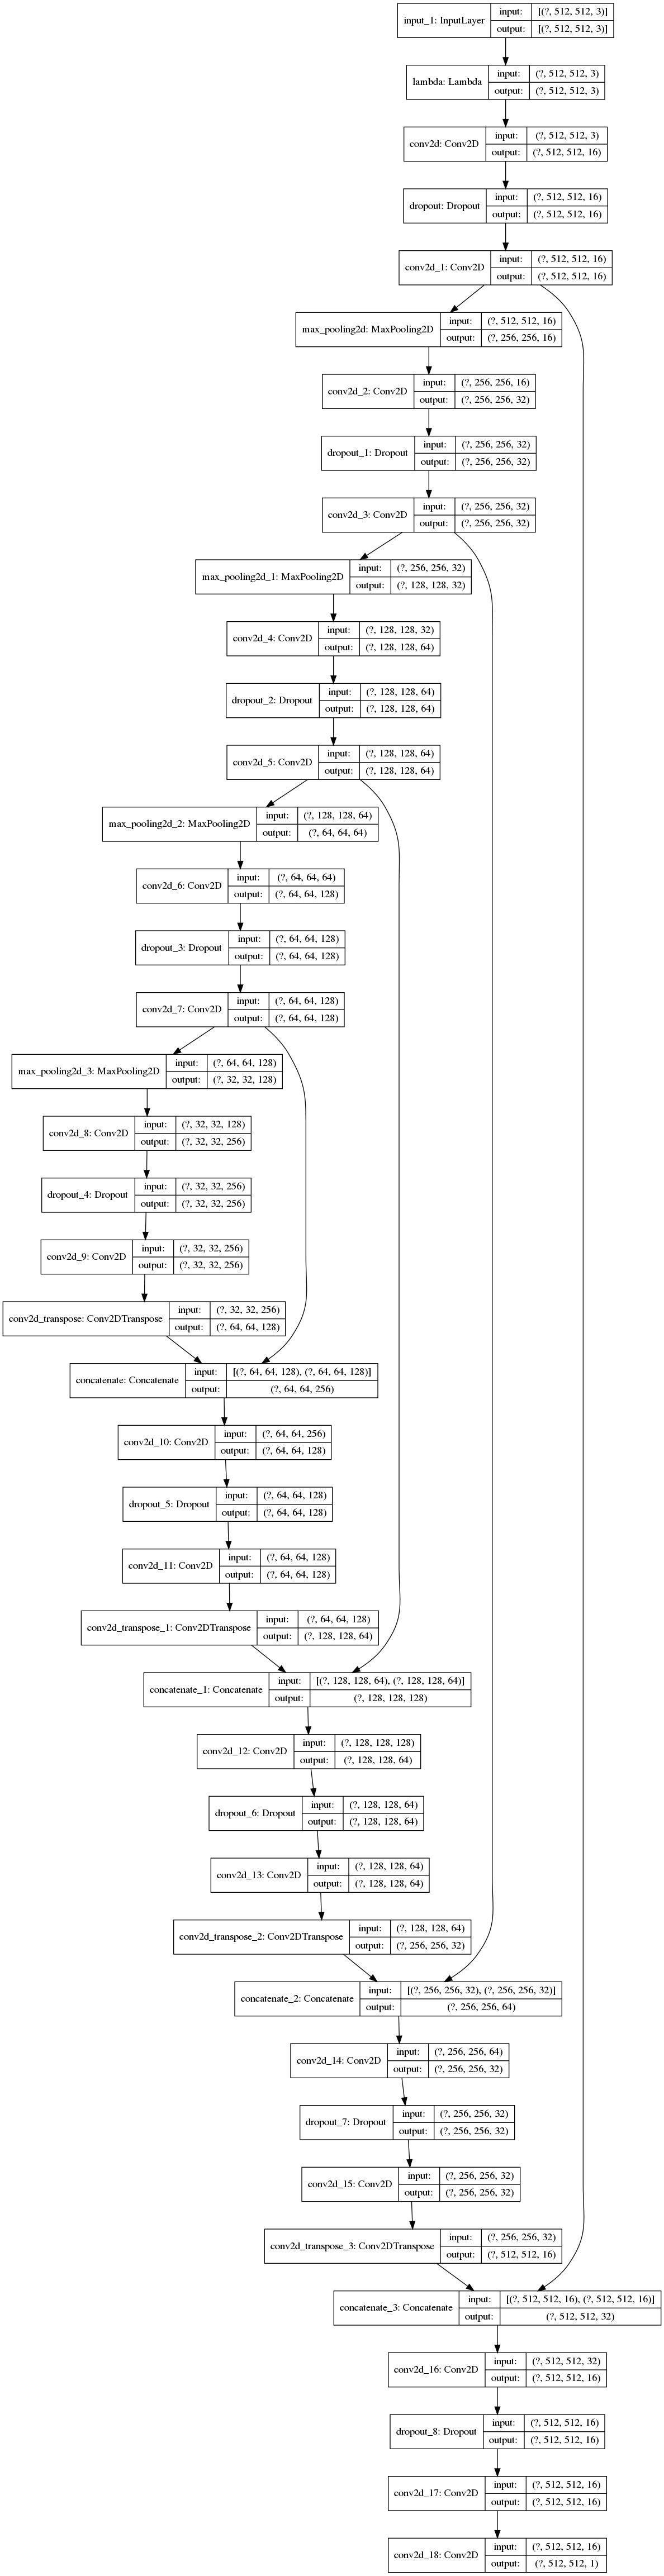 input_1: InputLayer
input: [(?, 512, 512, 3)]
output: [(?, 512, 512, 3)]
lambda: Lambda
input: (?, 512, 512, 3)
output: (?, 512, 512, 3)
conv2d: Conv2D
input: (?, 512, 512, 3)
output: (?, 512, 512, 16)
dropout: Dropout
input: (?, 512, 512, 16)
output: (?, 512, 512, 16)
conv2d_1: Conv2D
input: (?, 512, 512, 16)
output: (?, 512, 512, 16)
max_pooling2d: MaxPooling2D
input: (?, 512, 512, 16)
output: (?, 256, 256, 16)
conv2d_2: Conv2D
input: (?, 256, 256, 16)
output: (?, 256, 256, 32)
dropout_1: Dropout
input: (?, 256, 256, 32)
output: (?, 256, 256, 32)
conv2d_3: Conv2D
input: (?, 256, 256, 32)
output: (?, 256, 256, 32)
max_pooling2d_1: MaxPooling2D
input: (?, 256, 256, 32)
output: (?, 128, 128, 32)
conv2d_4: Conv2D
input: (?, 128, 128, 32)
output: (?, 128, 128, 64)
dropout_2: Dropout
input: (?, 128, 128, 64)
output: (?, 128, 128, 64)
conv2d_5: Conv2D
input: (?, 128, 128, 64)
output: (?, 128, 128, 64)
max_pooling2d_2: MaxPooling2D
input: (?, 128, 128, 64)
output: (?, 64, 64, 64)
conv2d_6: Conv2D
input: (?, 64, 64, 64)
output: (?, 64, 64, 128)
dropout_3: Dropout
input: (?, 64, 64, 128)
output: (?, 64, 64, 128)
conv2d_7: Conv2D
input: (?, 64, 64, 128)
output: (?, 64, 64, 128)
max_pooling2d_3: MaxPooling2D
input: (?, 64, 64, 128)
output: (?, 32, 32, 128)
conv2d_8: Conv2D
input: (?, 32, 32, 128)
output: (?, 32, 32, 256)
dropout_4: Dropout
input: (?, 32, 32, 256)
output: (?, 32, 32, 256)
conv2d_9: Conv2D
input: (?, 32, 32, 256)
output: (?, 32, 32, 256)
conv2d_transpose: Conv2DTranspose
input: (?, 32, 32, 256)
output: (?, 64, 64, 128)
concatenate: Concatenate
input: [(?, 64, 64, 128), (?, 64, 64, 128)]
output: (?, 64, 64, 256)
conv2d_10: Conv2D
input: (?, 64, 64, 256)
output: (?, 64, 64, 128)
dropout_5: Dropout
input: (?, 64, 64, 128)
output: (?, 64, 64, 128)
conv2d_11: Conv2D
input: (?, 64, 64, 128)
output: (?, 64, 64, 128)
conv2d_transpose_1: Conv2DTranspose
input: (?, 64, 64, 128)
output: (?, 128, 128, 64)
concatenate_1: Concatenate
input: [(?, 128, 128, 64), (?, 128, 128, 64)]
output: (?, 128, 128, 128)
conv2d_12: Conv2D
input: (?, 128, 128, 128)
output: (?, 128, 128, 64)
dropout_6: Dropout
input: (?, 128, 128, 64)
output: (?, 128, 128, 64)
conv2d_13: Conv2D
input: (?, 128, 128, 64)
output: (?, 128, 128, 64)
conv2d_transpose_2: Conv2DTranspose
input: (?, 128, 128, 64)
output: (?, 256, 256, 32)
concatenate_2: Concatenate
input: [(?, 256, 256, 32), (?, 256, 256, 32)]
output: (?, 256, 256, 64)
conv2d_14: Conv2D
input: (?, 256, 256, 64)
output: (?, 256, 256, 32)
dropout_7: Dropout
input: (?, 256, 256, 32)
output: (?, 256, 256, 32)
conv2d_15: Conv2D
input: (?, 256, 256, 32)
output: (?, 256, 256, 32)
conv2d_transpose_3: Conv2DTranspose
input: (?, 256, 256, 32)
output: (?, 512, 512, 16)
concatenate_3: Concatenate
input: [(?, 512, 512, 16), (?, 512, 512, 16)]
output: (?, 512, 512, 32)
conv2d_16: Conv2D
input: (?, 512, 512, 32)
output: (?, 512, 512, 16)
dropout_8: Dropout
input: (?, 512, 512, 16)
output: (?, 512, 512, 16)
conv2d_17: Conv2D
input: (?, 512, 512, 16)
output: (?, 512, 512, 16)
conv2d_18: Conv2D
input: (?, 512, 512, 16)
output: (?, 512, 512, 1)